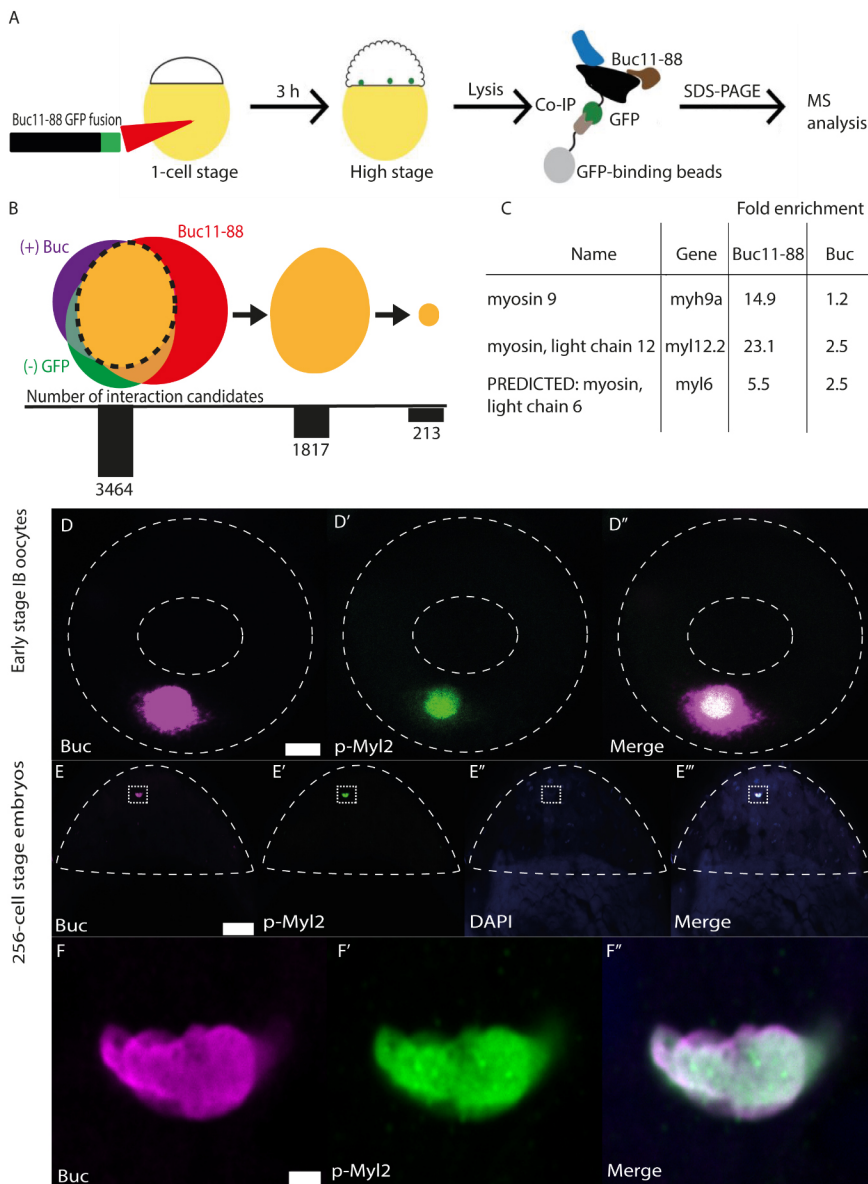 A
Buc11-88 GFP fusion
1-cell stage
3 h
High stage
Lysis
Co-IP
Buc11-88
GFP
GFP-binding beads
SDS-PAGE
MS
analysis
B
(+) Buc
Buc11-88
(-) GFP
Number of interaction candidates
3464
1817
213
C
Fold enrichment
Name Gene Buc11-88 Buc
myosin 9 myh9a 14.9 1.2
myosin, light chain 12 myl12.2 23.1 2.5
PREDICTED: myosin, myl6 5.5 2.5
light chain 6
Early stage IB oocytes
D
Buc
D'
p-Myl2
D"
Merge
256-cell stage embryos
E
Buc
E'
p-Myl2
E"
DAPI
E"'
Merge
F
Buc
F'
p-Myl2
F"
Merge